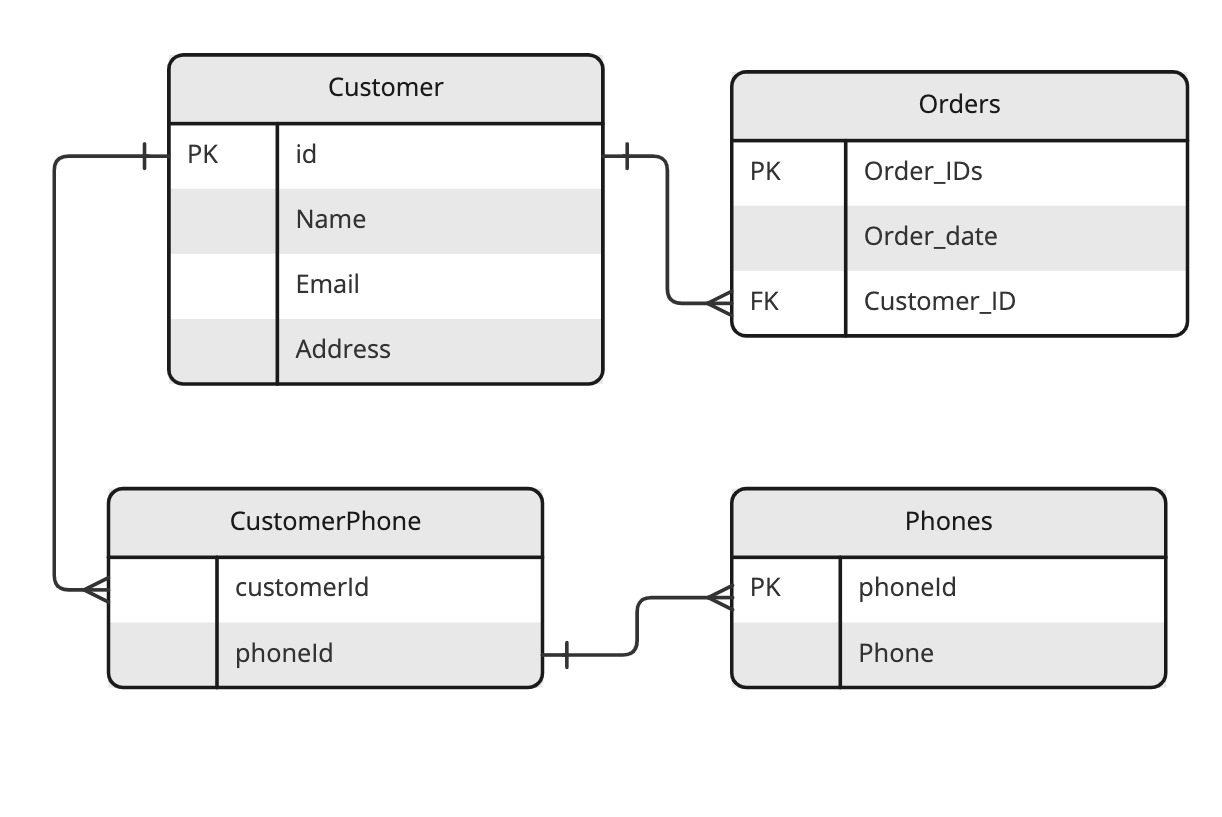 Customer
PK id
Name
Email
Address
Orders
PK Order_IDs
Order_date
FK Customer_ID
CustomerPhone
customerId
phoneId
Phones
PK phoneId
Phone